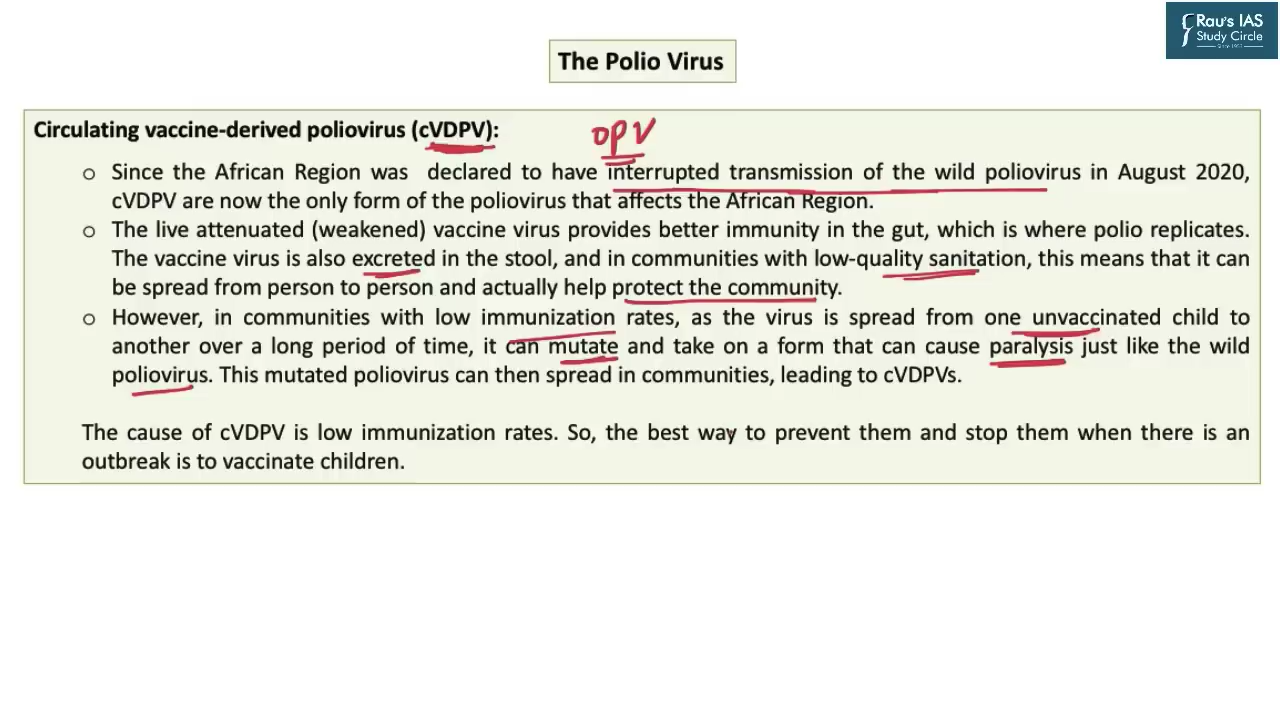 Rau's IAS
Study Circle
Since 1953
The Polio Virus
Circulating vaccine-derived poliovirus (cVDPV):
OPV
o Since the African Region was declared to have interrupted transmission of the wild poliovirus in August 2020,
cVDPV are now the only form of the poliovirus that affects the African Region.
o The live attenuated (weakened) vaccine virus provides better immunity in the gut, which is where polio replicates.
The vaccine virus is also excreted in the stool, and in communities with low-quality sanitation, this means that it can
be spread from person to person and actually help protect the community.
o However, in communities with low immunization rates, as the virus is spread from one unvaccinated child to
another over a long period of time, it can mutate and take on a form that can cause paralysis just like the wild
poliovirus. This mutated poliovirus can then spread in communities, leading to cVDPVs.
The cause of cVDPV is low immunization rates. So, the best way to prevent them and stop them when there is an
outbreak is to vaccinate children.